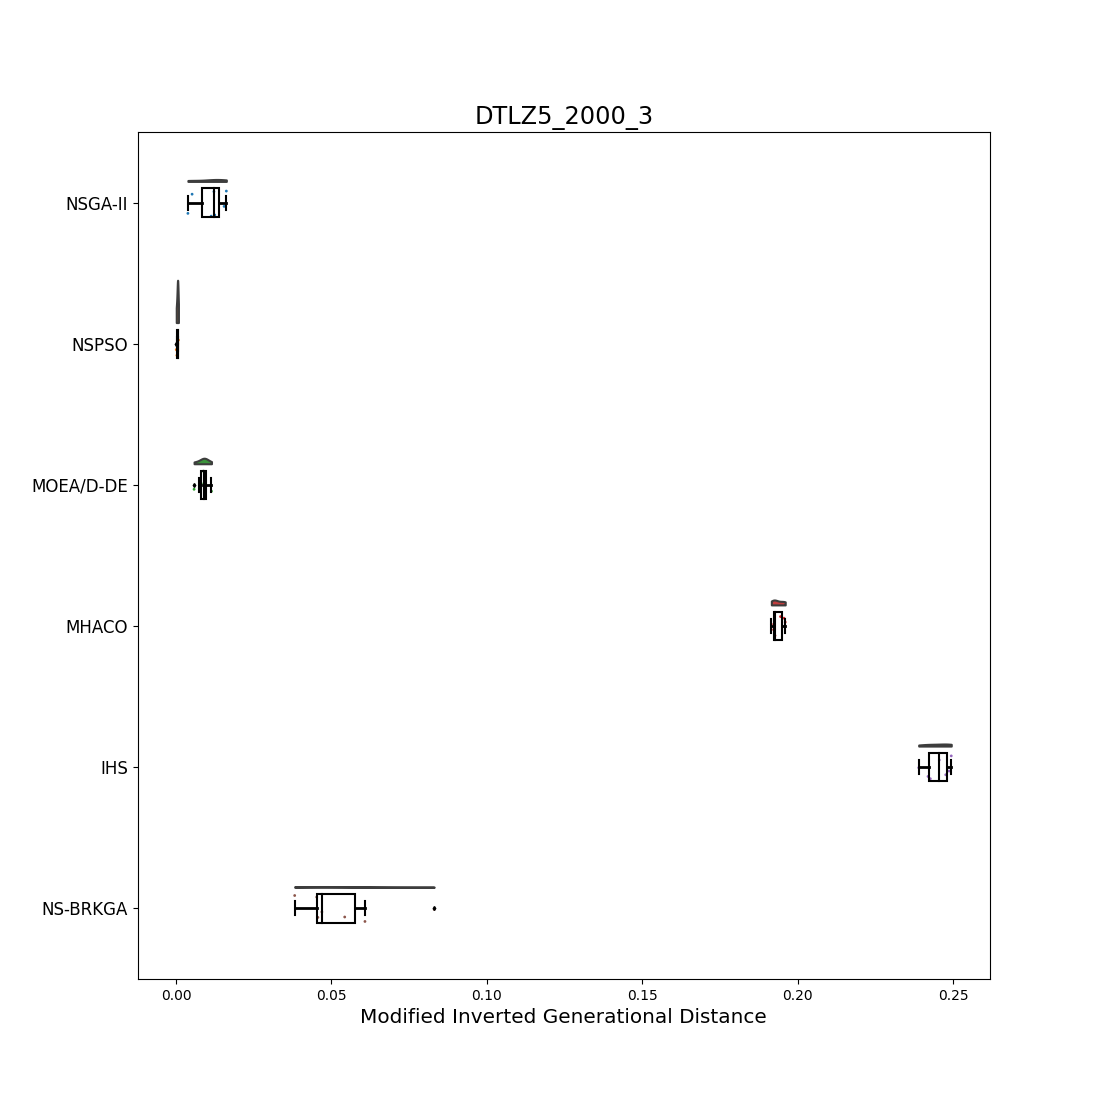 DTLZ5_2000_3
NSGA-II
NSPSO
MOEA/D-DE
MHACO
IHS
NS-BRKGA
0.00 0.05 0.10 0.15 0.20 0.25
Modified Inverted Generational Distance